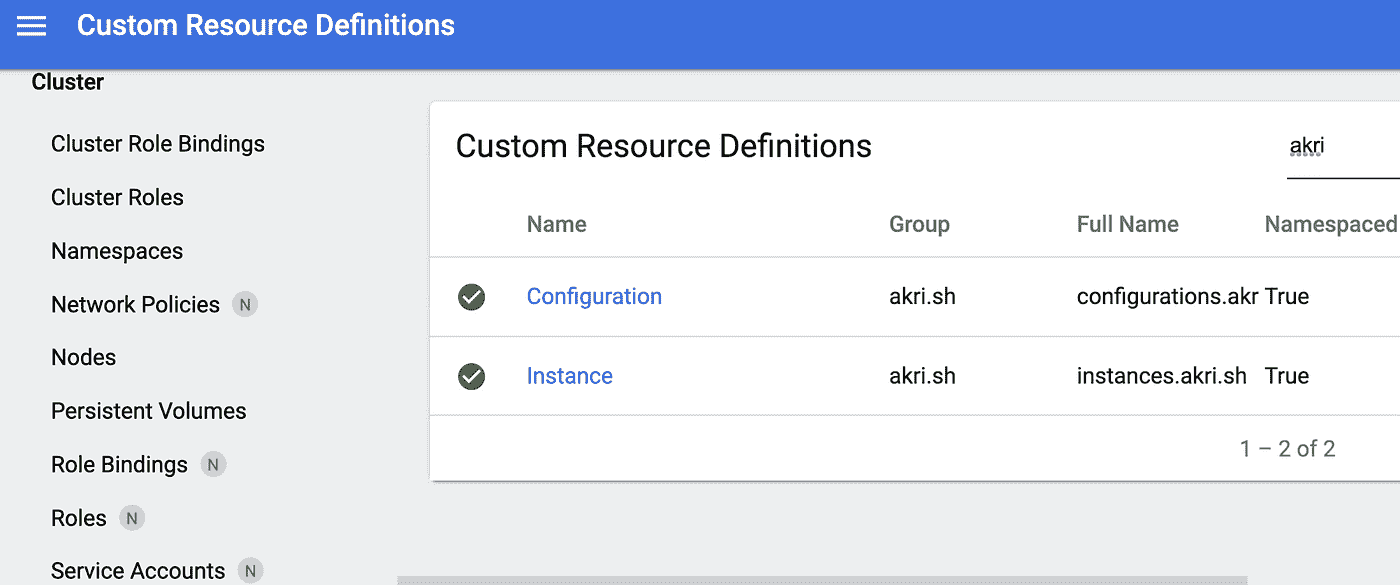 Custom Resource Definitions
Cluster
Cluster Role Bindings
Cluster Roles
Namespaces
Network Policies N
Nodes
Persistent Volumes
Role Bindings N
Roles N
Service Accounts N
Custom Resource Definitions
akri
Name Group Full Name Namespaced
Configuration akri.sh configurations.akr True
Instance akri.sh instances.akri.sh True
1 – 2 of 2